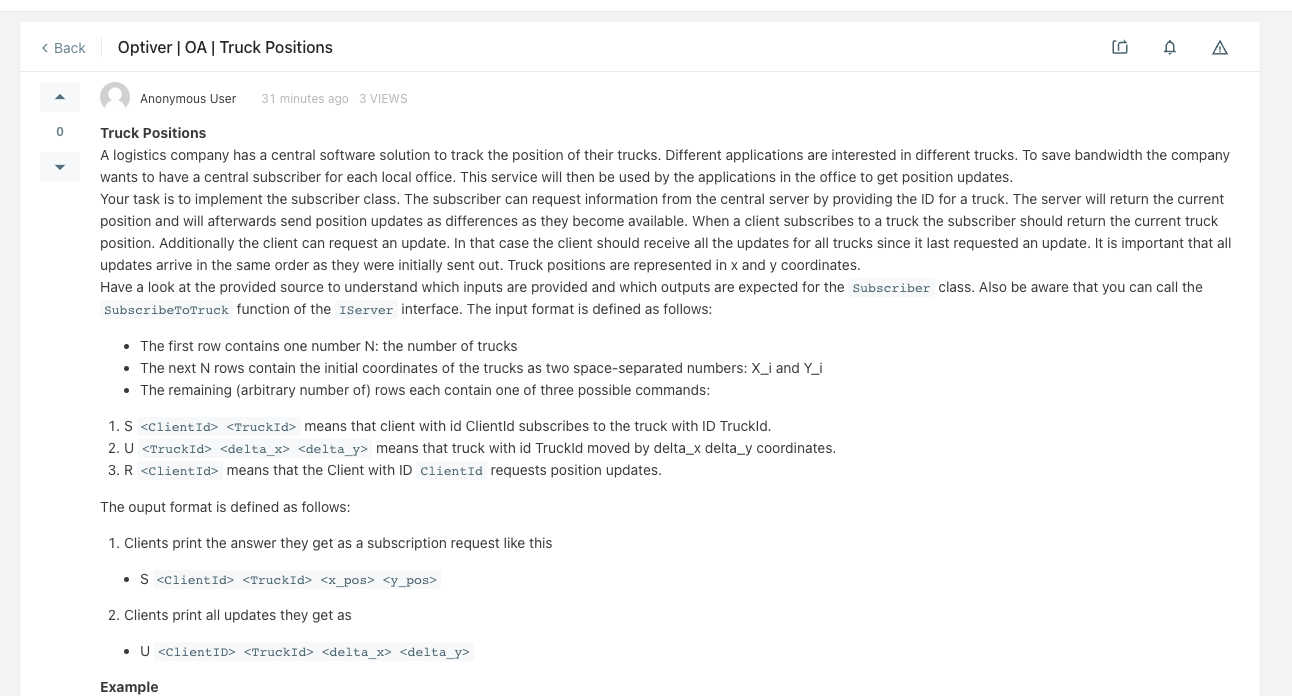 Back
Optiver | OA | Truck Positions
Anonymous User 31 minutes ago 3 VIEWS
0
Truck Positions
A logistics company has a central software solution to track the position of their trucks. Different applications are interested in different trucks. To save bandwidth the company
wants to have a central subscriber for each local office. This service will then be used by the applications in the office to get position updates.
Your task is to implement the subscriber class. The subscriber can request information from the central server by providing the ID for a truck. The server will return the current
position and will afterwards send position updates as differences as they become available. When a client subscribes to a truck the subscriber should return the current truck
position. Additionally the client can request an update. In that case the client should receive all the updates for all trucks since it last requested an update. It is important that all
updates arrive in the same order as they were initially sent out. Truck positions are represented in x and y coordinates.
Have a look at the provided source to understand which inputs are provided and which outputs are expected for the Subscriber class. Also be aware that you can call the
SubscribeToTruck function of the IServer interface. The input format is defined as follows:
• The first row contains one number N: the number of trucks
• The next N rows contain the initial coordinates of the trucks as two space-separated numbers: X_i and Y_i
• The remaining (arbitrary number of) rows each contain one of three possible commands:
1. S <ClientId> <TruckId> means that client with id ClientId subscribes to the truck with ID TruckId.
2. U <TruckId> <delta_x> <delta_y> means that truck with id TruckId moved by delta_x delta_y coordinates.
3. R <ClientId> means that the Client with ID ClientId requests position updates.
The ouput format is defined as follows:
1. Clients print the answer they get as a subscription request like this
• S <ClientId> <TruckId> <x_pos> <y_pos>
2. Clients print all updates they get as
• U <ClientID> <TruckId> <delta_x> <delta_y>
Example